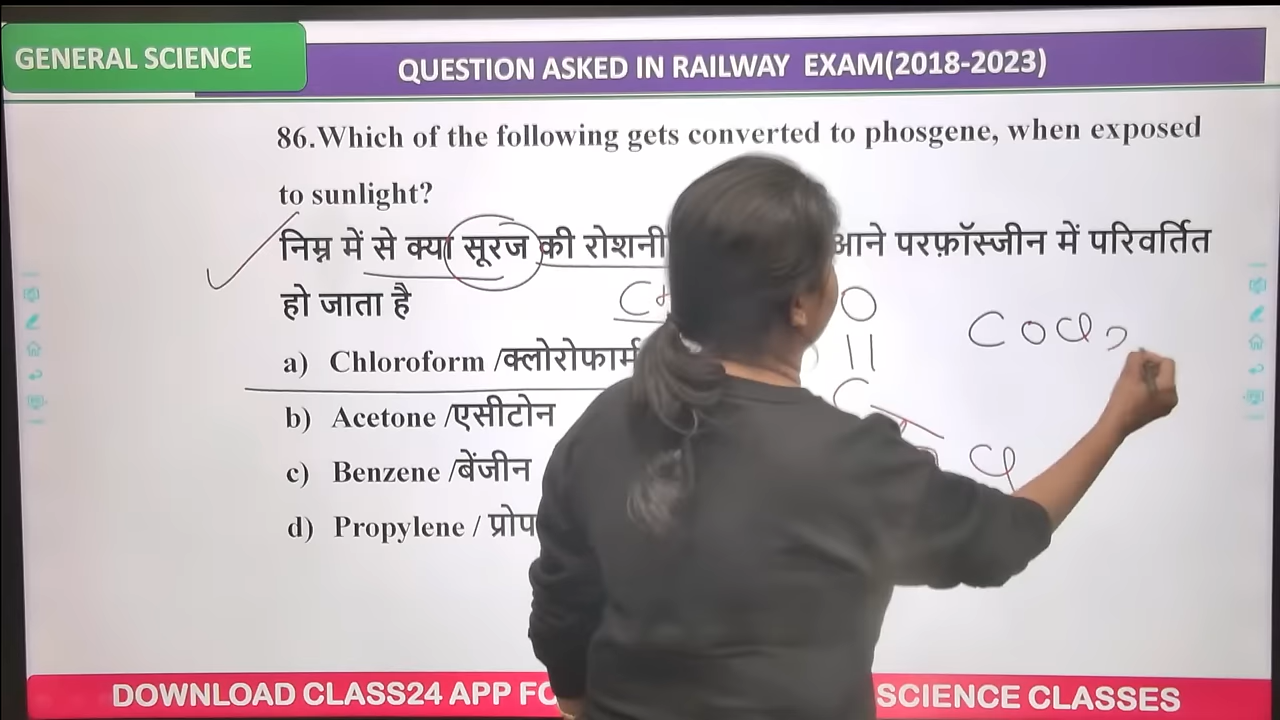 GENERAL SCIENCE
QUESTION ASKED IN RAILWAY EXAM(2018-2023)
86.Which of the following gets converted to phosgene, when exposed
to sunlight?
निम्न में से क्या सूरज की रोशनी आने परफ़ॉस्जीन में परिवर्तित
हो जाता है
O
COCl2
a) Chloroform /क्लोरोफार्म
C
b) Acetone /एसीटोन
Cl
c) Benzene /बेंजीन
d) Propylene /
DOWNLOAD CLASS24 APP SCIENCE CLASSES